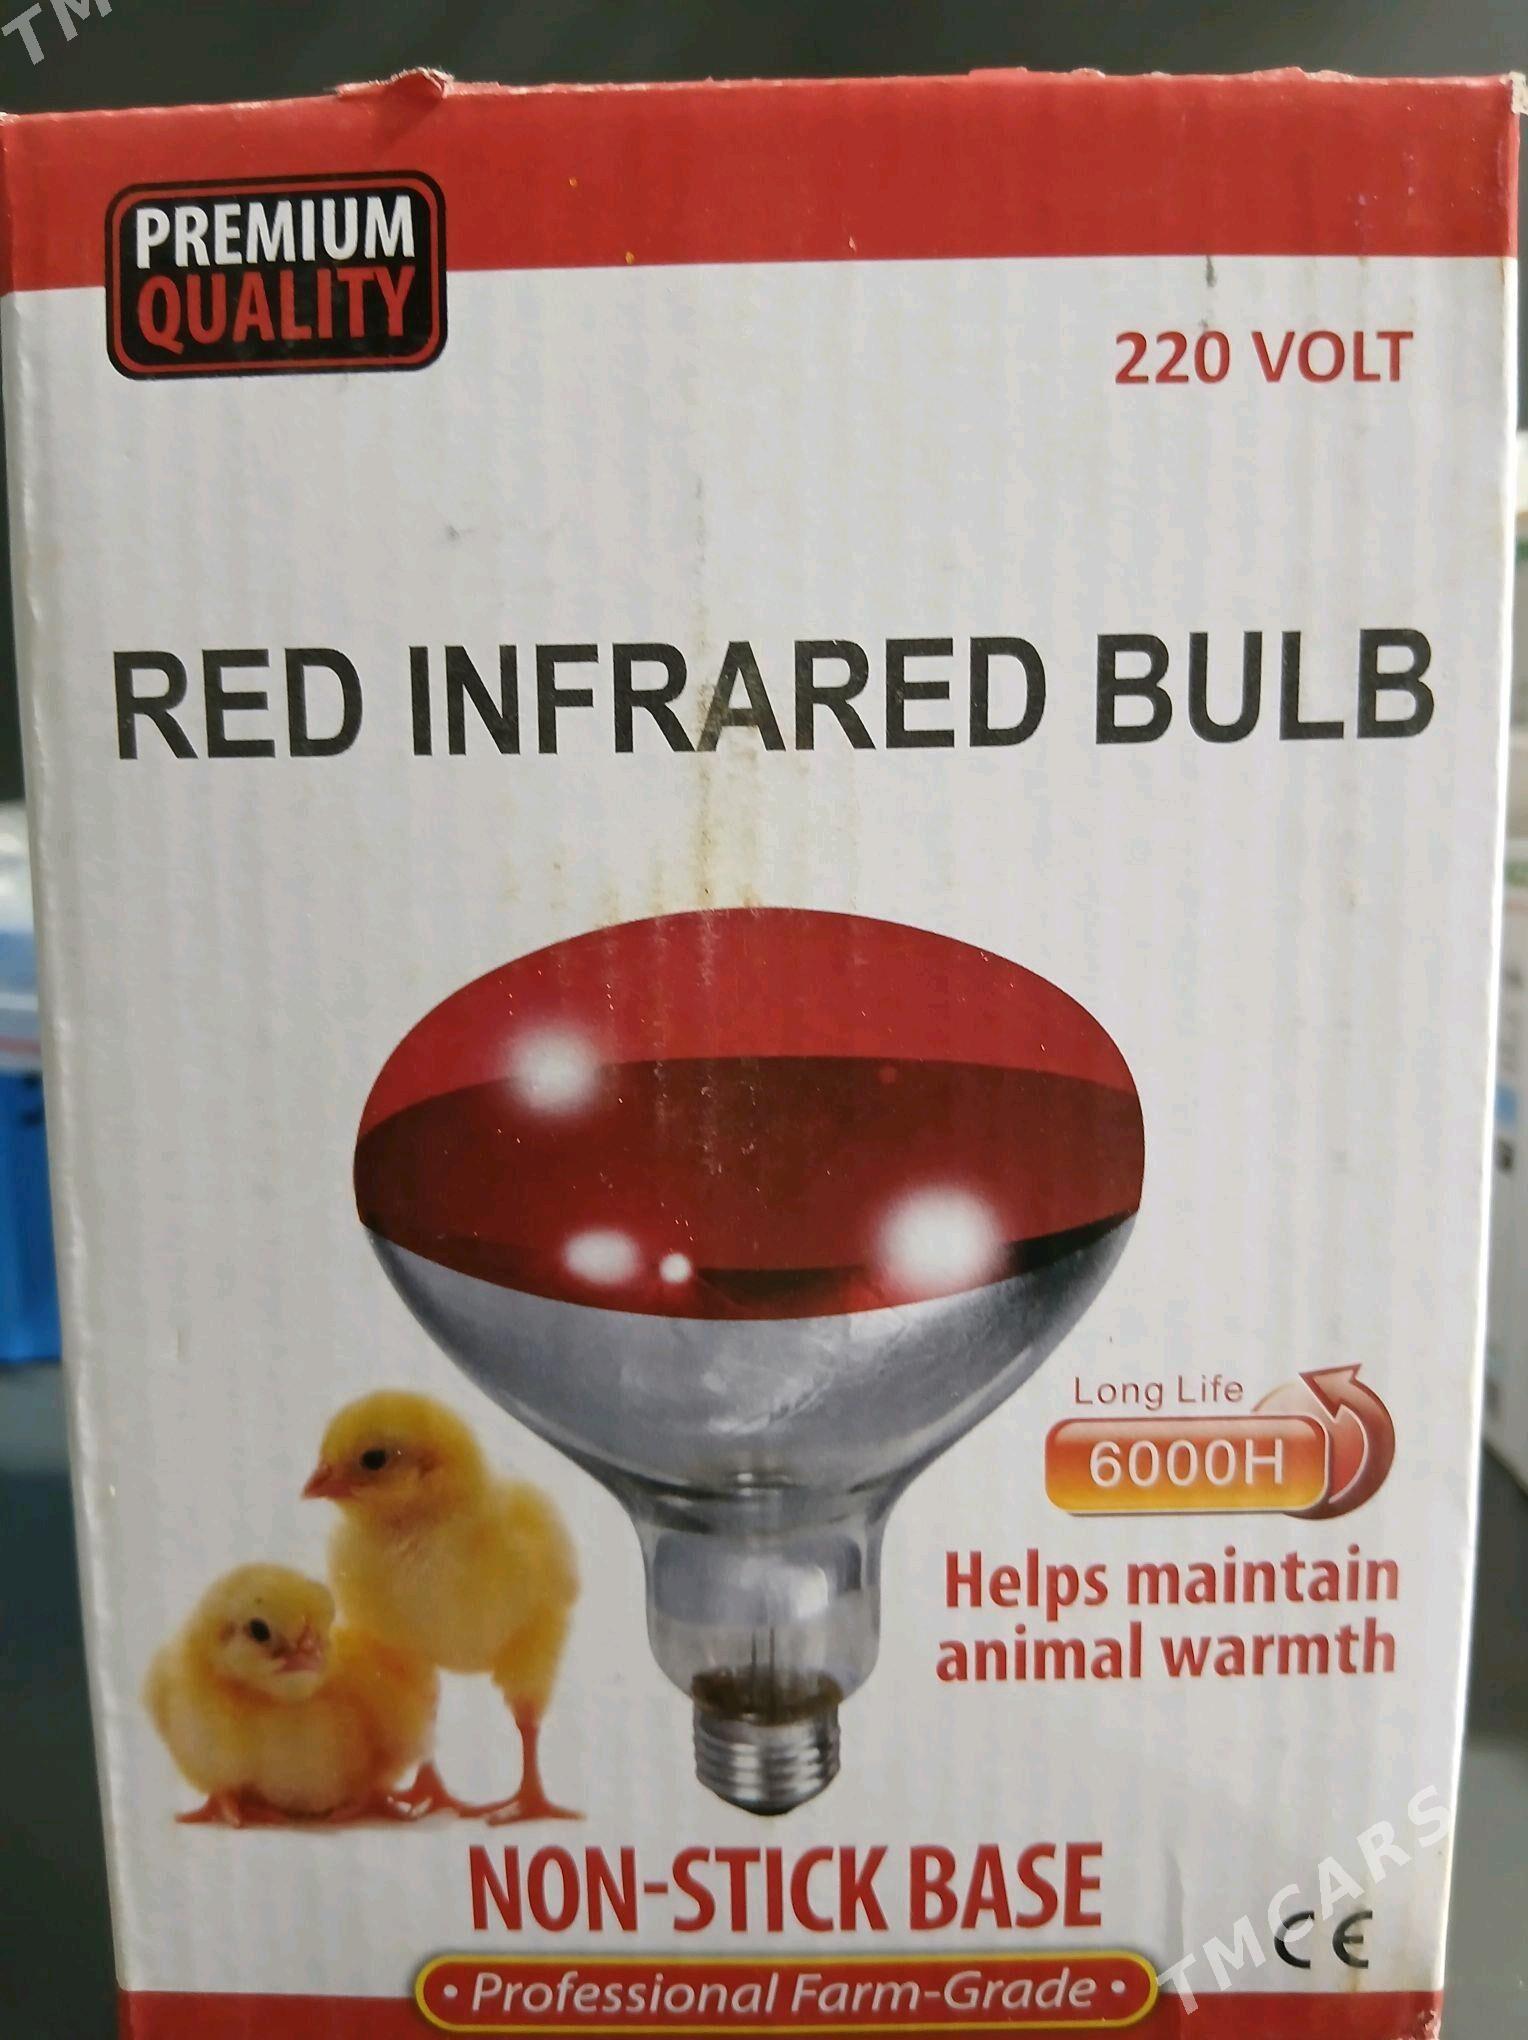 TM
PREMIUM
QUALITY
220 VOLT
RED INFRARED BULB
Long Life
6000H
Helps maintain
animal warmth
NON-STICK BASE
CE
• Professional Farm-Grade •
TMCARS